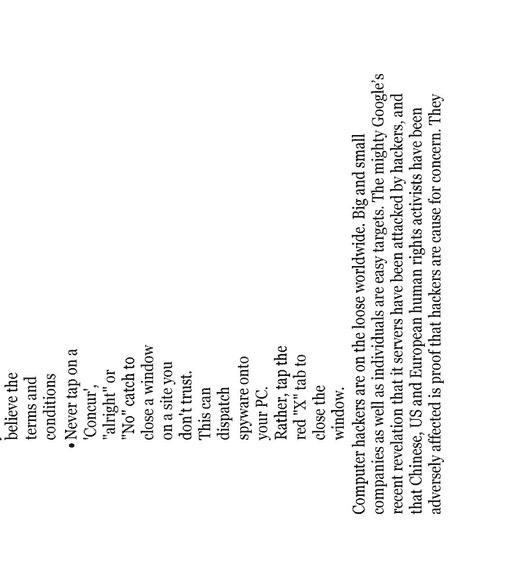 believe the
terms and
conditions
• Never tap on a
'Concur',
"alright" or
"No" catch to
close a window
on a site you
don't trust.
This can
dispatch
spyware onto
your PC.
Rather, tap the
red "X" tab to
close the
window.
Computer hackers are on the loose worldwide. Big and small
companies as well as individuals are easy targets. The mighty Google's
recent revelation that it servers have been attacked by hackers, and
that Chinese, US and European human rights activists have been
adversely affected is proof that hackers are cause for concern. They